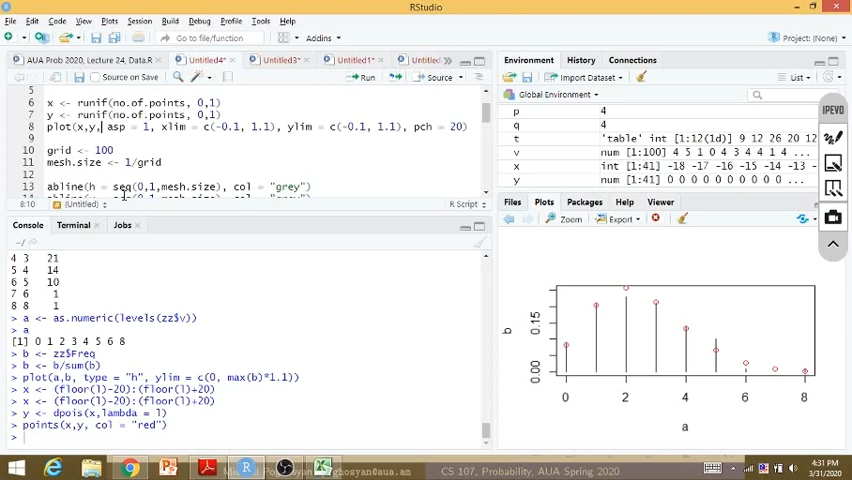 RStudio
File Edit Code View Plots Session Build Debug Profile Tools Help
Go to file/function
Addins
Project: (None)
AUA Prob 2020, Lecture 24, Data.R
Untitled4*
Untitled3*
Untitled1*
Source on Save
Run
Source
5
6 x <- runif(no.of.points, 0,1)
7 y <- runif(no.of.points, 0,1)
8 plot(x,y, asp = 1, xlim = c(-0.1, 1.1), ylim = c(-0.1, 1.1), pch = 20)
9
10 grid <- 100
11 mesh.size <- 1/grid
12
13 abline(h = seq(0,1,mesh.size), col = "grey")
8:10 (Untitled) R Script
Console Terminal Jobs
~/
4 3 21
5 4 14
6 5 10
7 6 1
8 8 1
> a <- as.numeric(levels(zz$v))
> a
[1] 0 1 2 3 4 5 6 8
> b <- zz$Freq
> b <- b/sum(b)
> plot(a,b, type = "h", ylim = c(0, max(b)*1.1))
> x <- (floor(l)-20):(floor(l)+20)
> x <- (floor(l)-20):(floor(l)+20)
> y <- dpois(x,lambda = l)
> points(x,y, col = "red")
>
Environment History Connections
Import Dataset
List
Global Environment
p 4
q 4
t 'table' int [1:12(1d)] 9 12 26 20 12
v num [1:100] 4 5 1 0 4 3 4 4 1 4 ...
x int [1:41] -18 -17 -16 -15 -14 -13
y num [1:41] 0 0 0 0 0 0 0 0 0 0 ...
Files Plots Packages Help Viewer
Zoom Export
b
0.15
0.00
0 2 4 6 8
a
IPEVO
CS 107, Probability, AUA Spring 2020
4:31 PM
3/31/2020